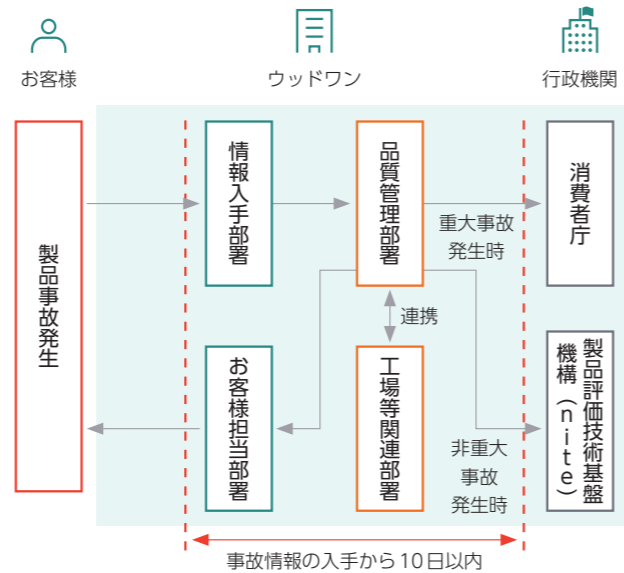 お客様
ウッドワン
行政機関
製品事故発生
情報入手部署
品質管理部署
消費者庁
重大事故
発生時
連携
お客様担当部署
工場等関連部署
製品評価技術基盤
機構（nite）
非重大
事故
発生時
事故情報の入手から10日以内